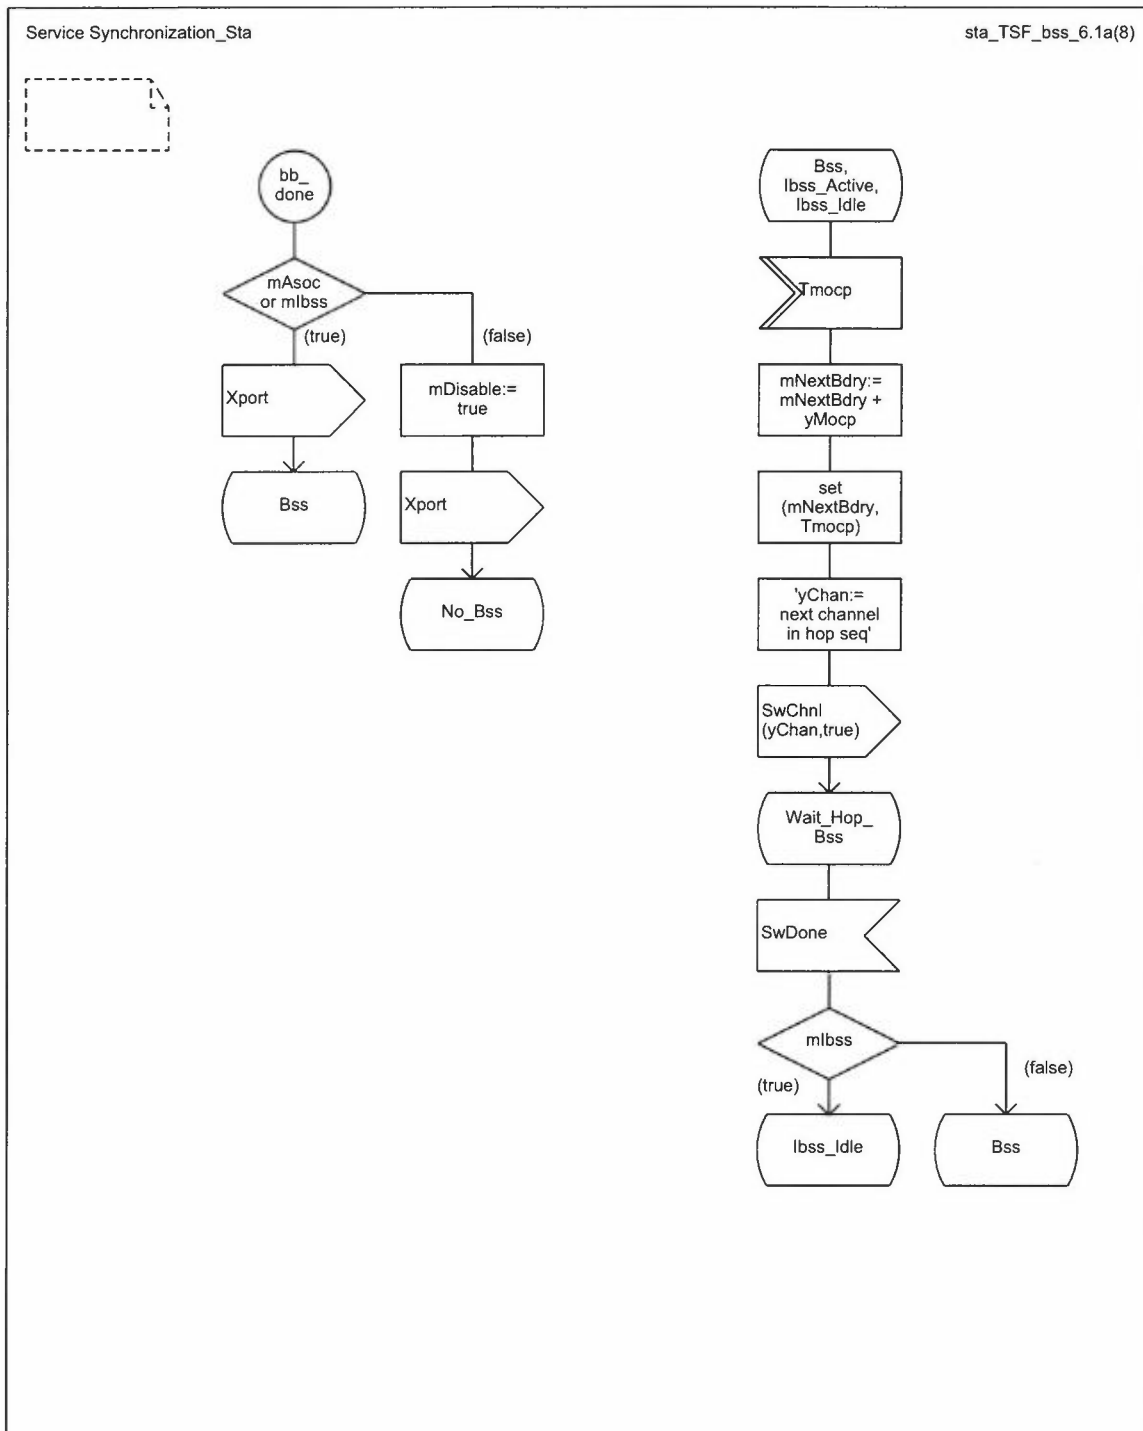 Service Synchronization_Sta
sta_TSF_bss_6.1a(8)
bb_
done
mAsoc
or mIbss
(true)
(false)
Xport
mDisable:=
true
Bss
Xport
No_Bss
Bss,
Ibss_Active,
Ibss_Idle
Tmocp
mNextBdry:=
mNextBdry +
yMocp
set
(mNextBdry,
Tmocp)
'yChan:=
next channel
in hop seq'
SwChnl
(yChan,true)
Wait_Hop_
Bss
SwDone
mIbss
(true)
(false)
Ibss_Idle
Bss